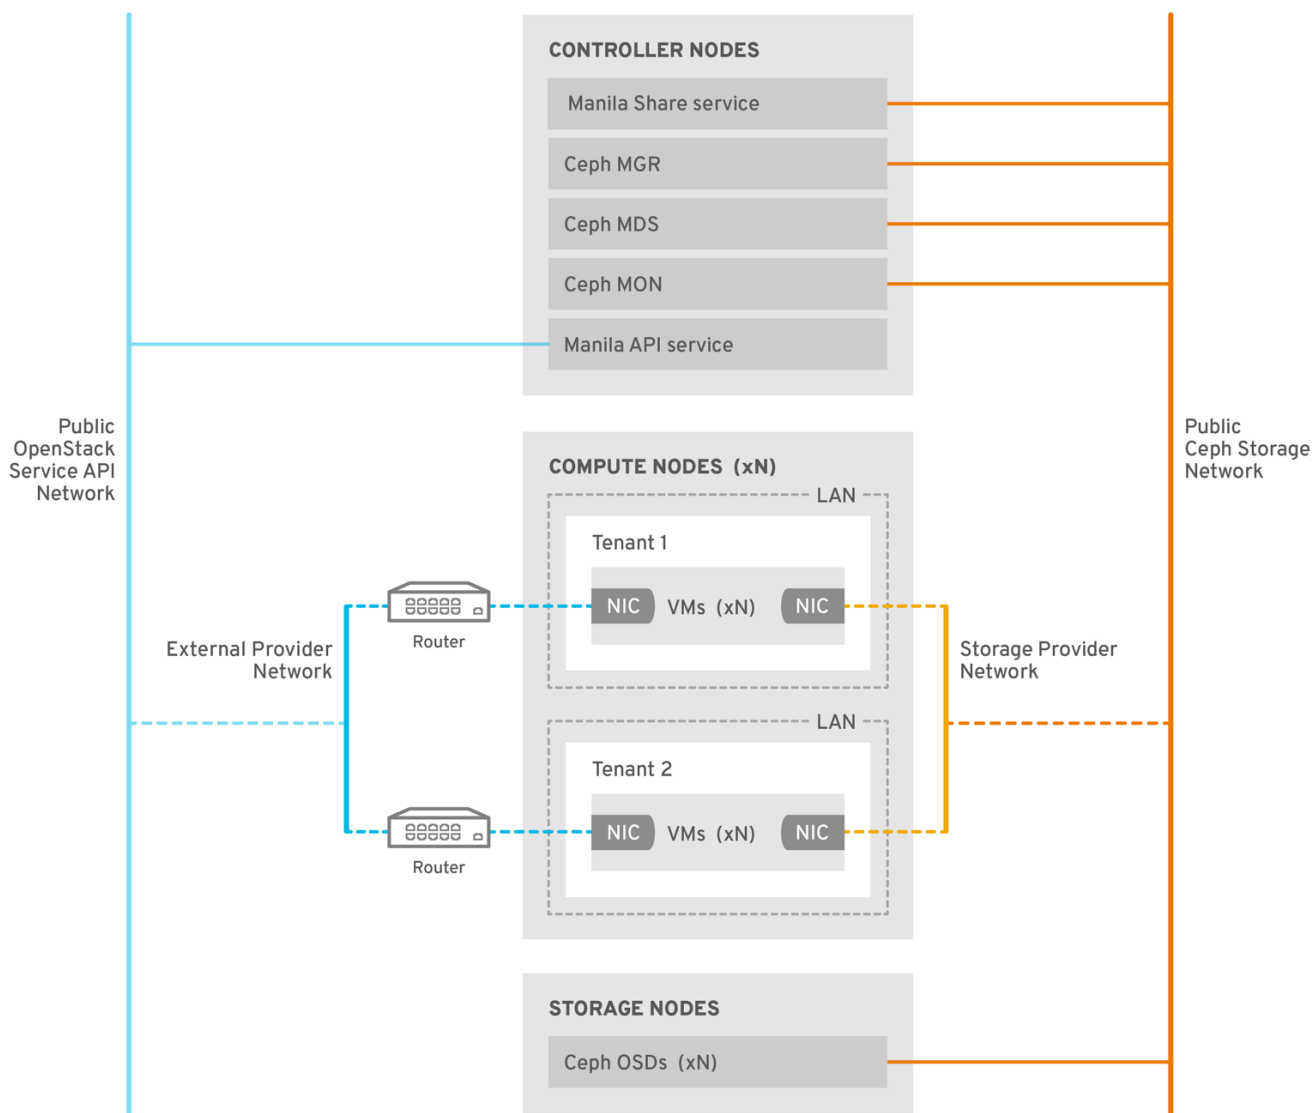 CONTROLLER NODES
Manila Share service
Ceph MGR
Ceph MDS
Ceph MON
Manila API service
Public
OpenStack
Service API
Network
Public
Ceph Storage
Network
COMPUTE NODES (xN)
LAN
Tenant 1
NIC VMs (xN) NIC
Router
External Provider
Network
Storage Provider
Network
LAN
Tenant 2
NIC VMs (xN) NIC
Router
STORAGE NODES
Ceph OSDs (xN)